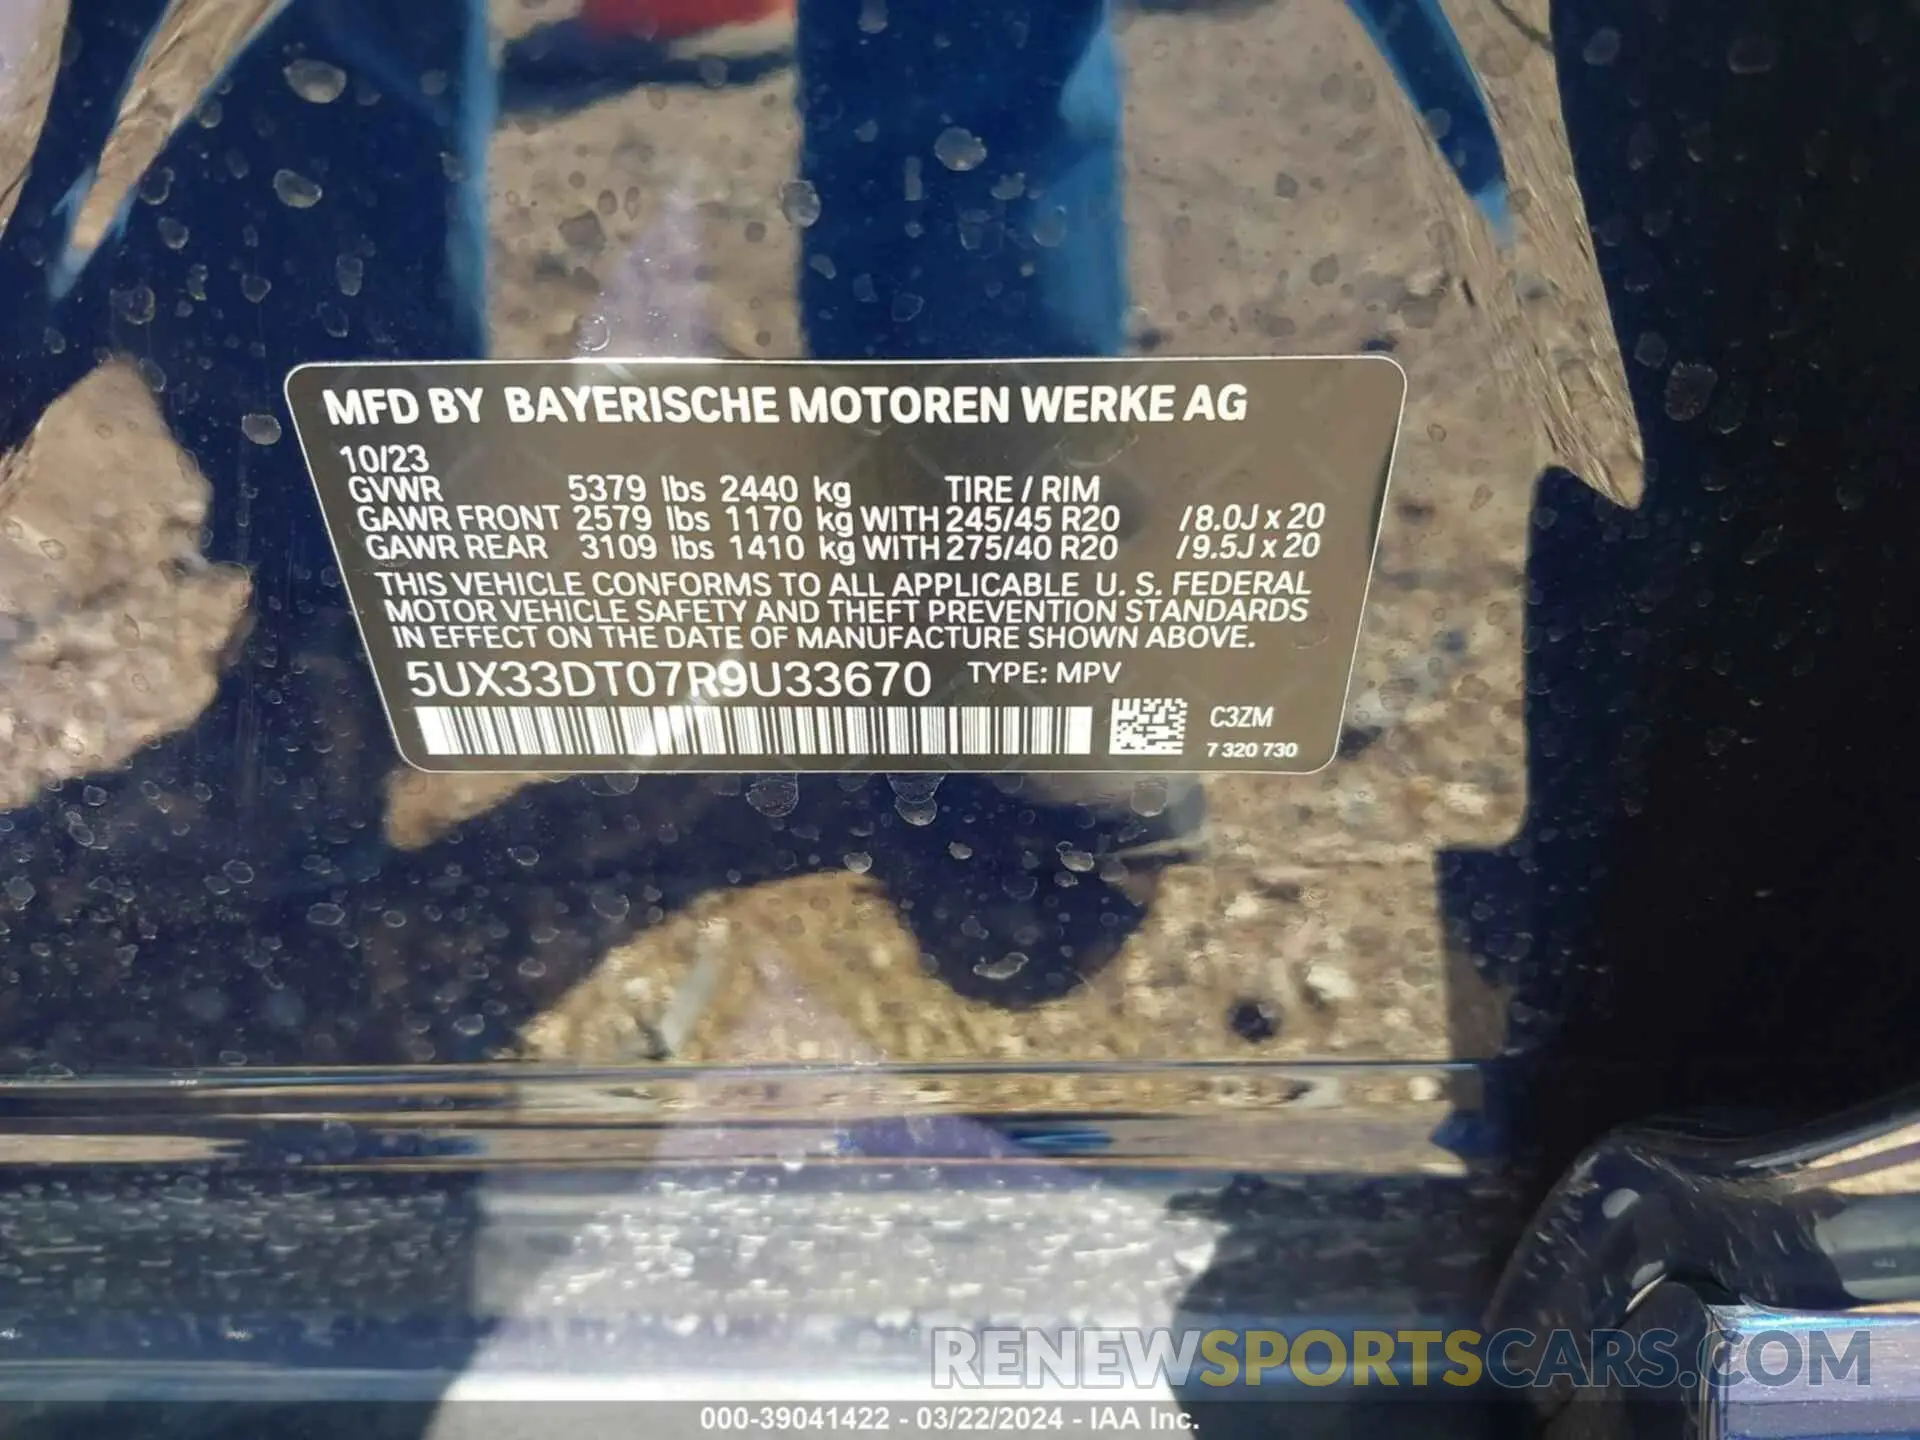 MFD BY BAYERISCHE MOTOREN WERKE AG
10/23
GVWR 5379 lbs 2440 kg TIRE / RIM
GAWR FRONT 2579 lbs 1170 kg WITH 245/45 R20 /8.0J x 20
GAWR REAR 3109 lbs 1410 kg WITH 275/40 R20 /9.5J x 20
THIS VEHICLE CONFORMS TO ALL APPLICABLE U. S. FEDERAL
MOTOR VEHICLE SAFETY AND THEFT PREVENTION STANDARDS
IN EFFECT ON THE DATE OF MANUFACTURE SHOWN ABOVE.
5UX33DT07R9U33670 TYPE: MPV
C3ZM
7 320 730
RENEWSPORTSCARS.COM
000-39041422 - 03/22/2024 - IAA Inc.